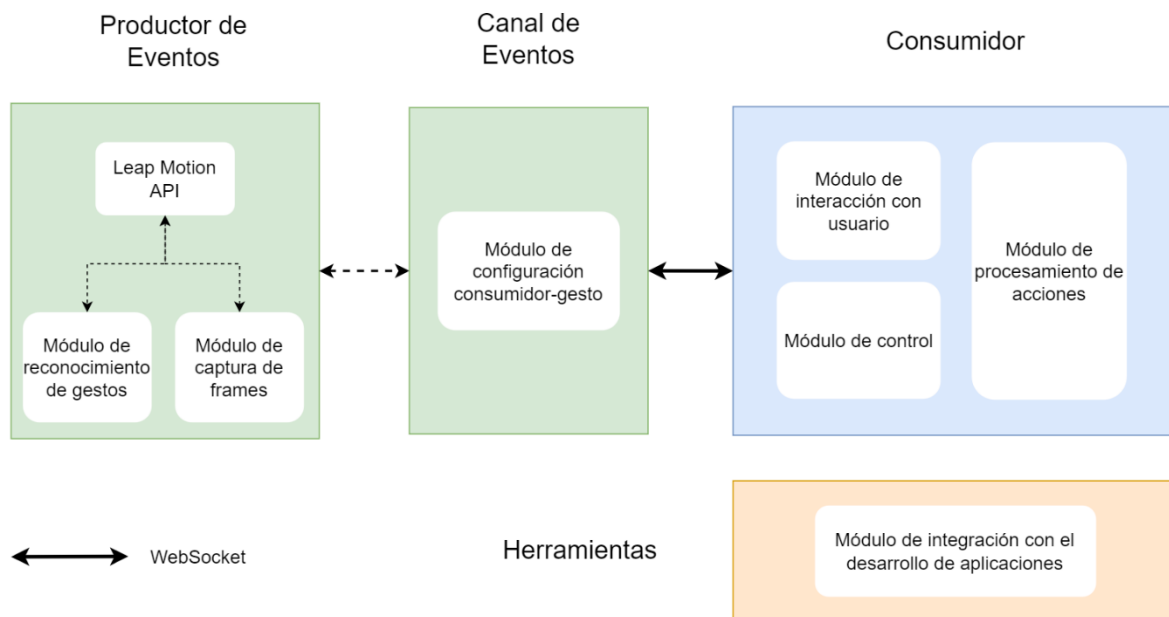 Productor de
Eventos
Canal de
Eventos
Consumidor
Leap Motion
API
Módulo de
reconocimiento
de gestos
Módulo de
captura de
frames
Módulo de
configuración
consumidor-gesto
Módulo de
interacción con
usuario
Módulo de control
Módulo de
procesamiento de
acciones
WebSocket
Herramientas
Módulo de integración con el
desarrollo de aplicaciones